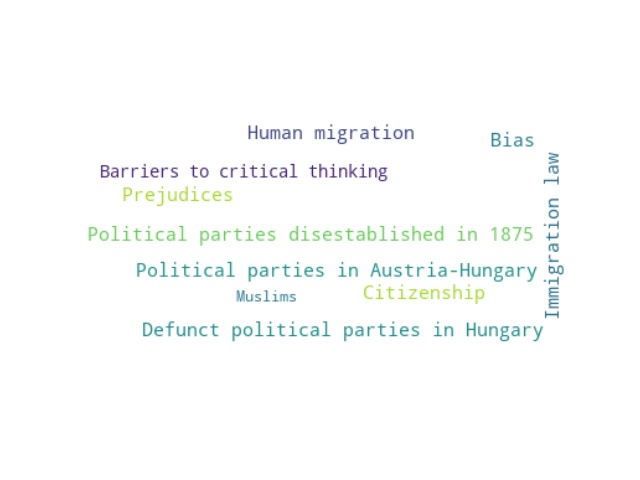 Human migration
Bias
Barriers to critical thinking
Prejudices
Immigration law
Political parties disestablished in 1875
Political parties in Austria-Hungary
Muslims
Citizenship
Defunct political parties in Hungary